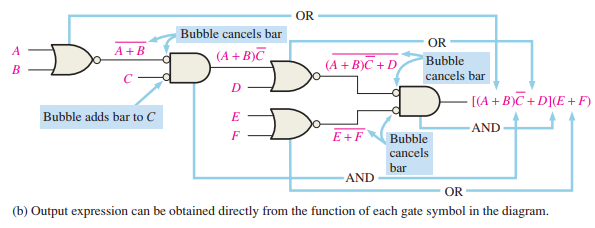 OR
Bubble cancels bar
A
A + B
B
C
Bubble adds bar to C
(A + B)C̅
D
E
F
OR
(A + B)C̅ + D
Bubble
cancels bar
E + F
Bubble
cancels
bar
[(A + B)C̅ + D](E + F)
AND
AND
OR
(b) Output expression can be obtained directly from the function of each gate symbol in the diagram.